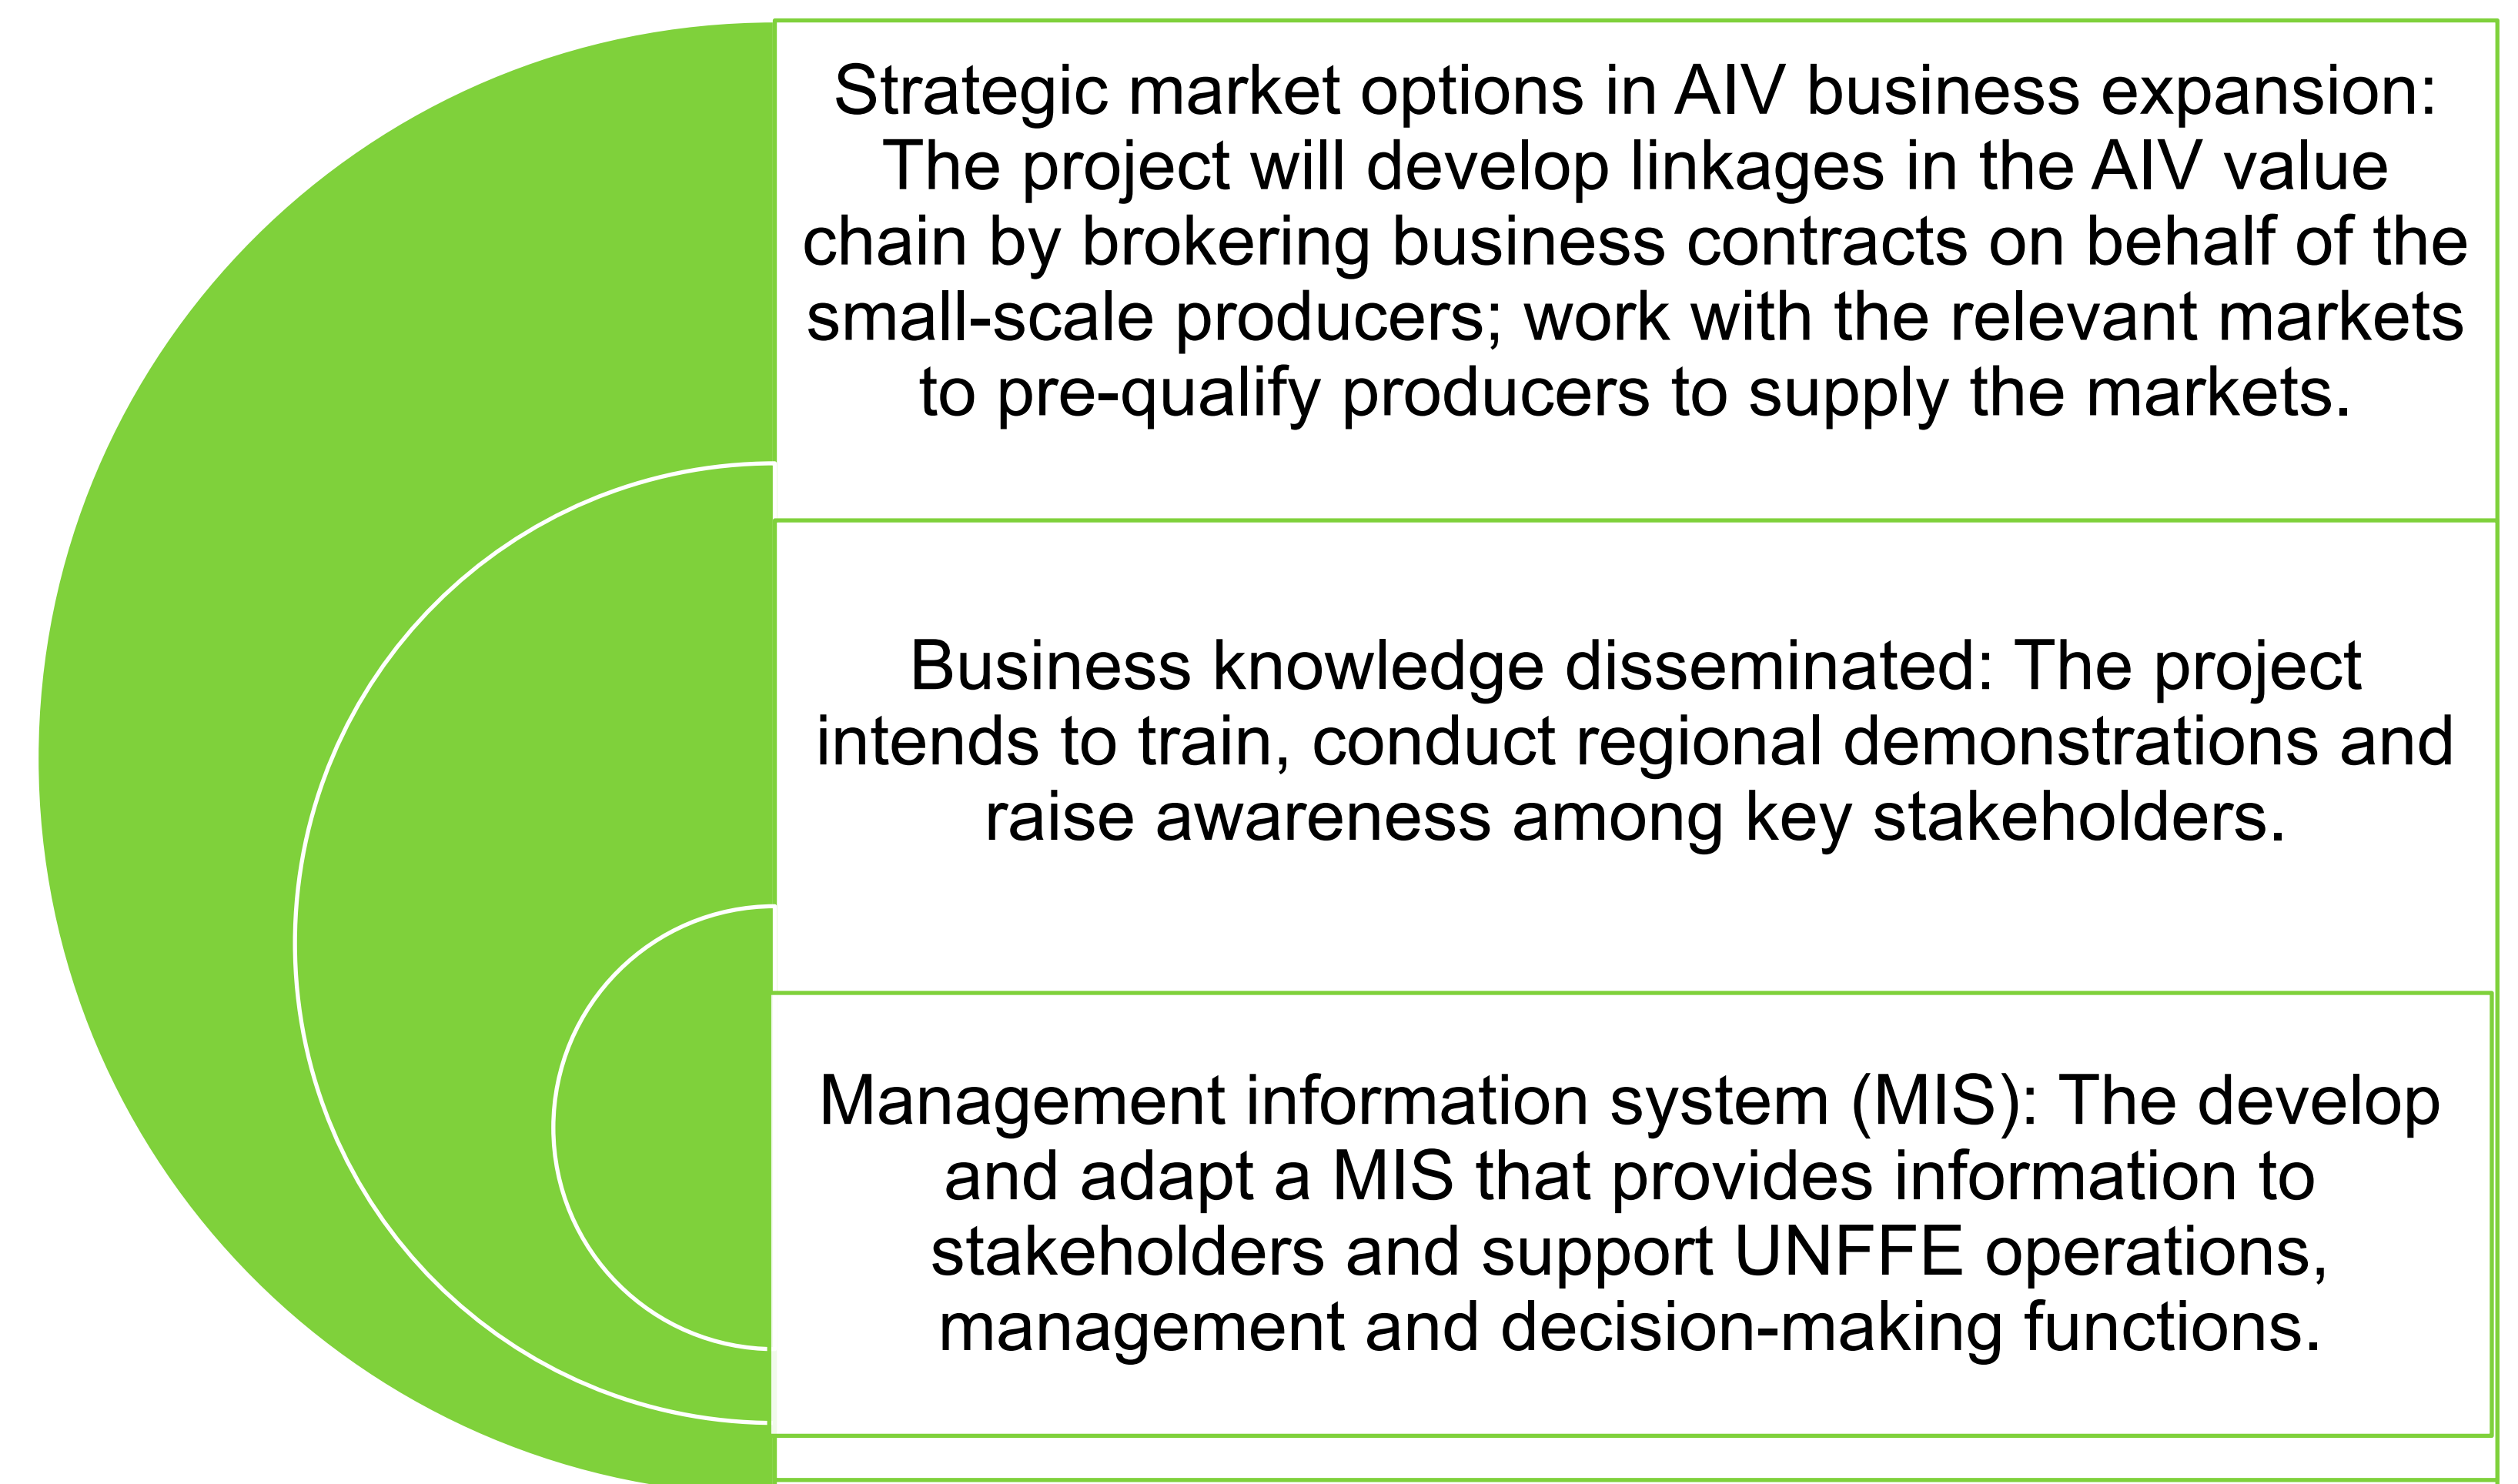 Strategic market options in AIV business expansion:
The project will develop linkages in the AIV value
chain by brokering business contracts on behalf of the
small-scale producers; work with the relevant markets
to pre-qualify producers to supply the markets.
Business knowledge disseminated: The project
intends to train, conduct regional demonstrations and
raise awareness among key stakeholders.
Management information system (MIS): The develop
and adapt a MIS that provides information to
stakeholders and support UNFFE operations,
management and decision-making functions.